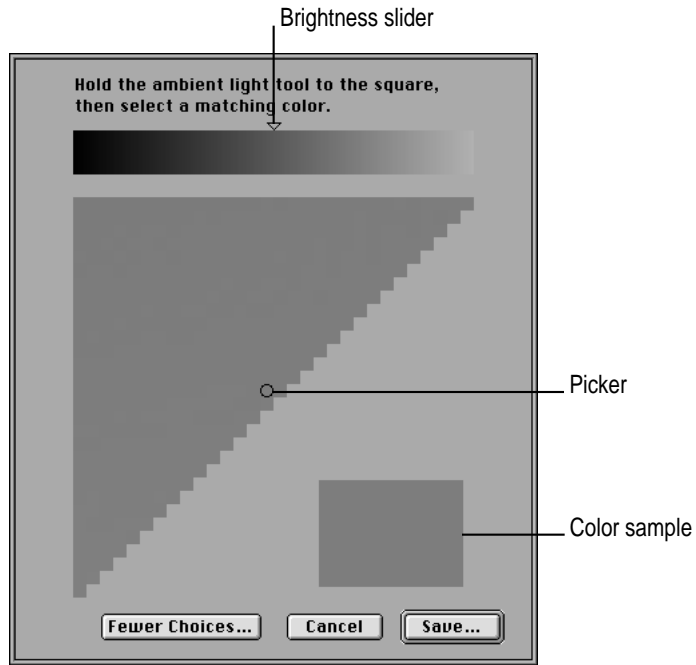 Brightness slider
Hold the ambient light tool to the square,
then select a matching color.
Picker
Color sample
Fewer Choices...
Cancel
Save...